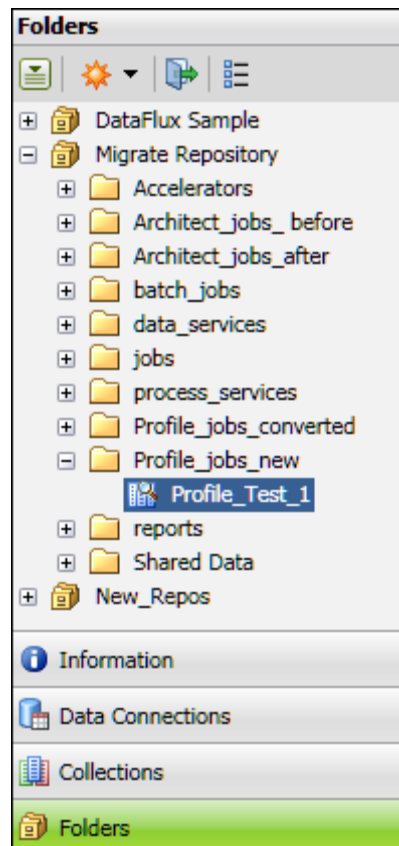 Folders
DataFlux Sample
Migrate Repository
Accelerators
Architect_jobs_ before
Architect_jobs_after
batch_jobs
data_services
jobs
process_services
Profile_jobs_converted
Profile_jobs_new
Profile_Test_1
reports
Shared Data
New_Repos
Information
Data Connections
Collections
Folders